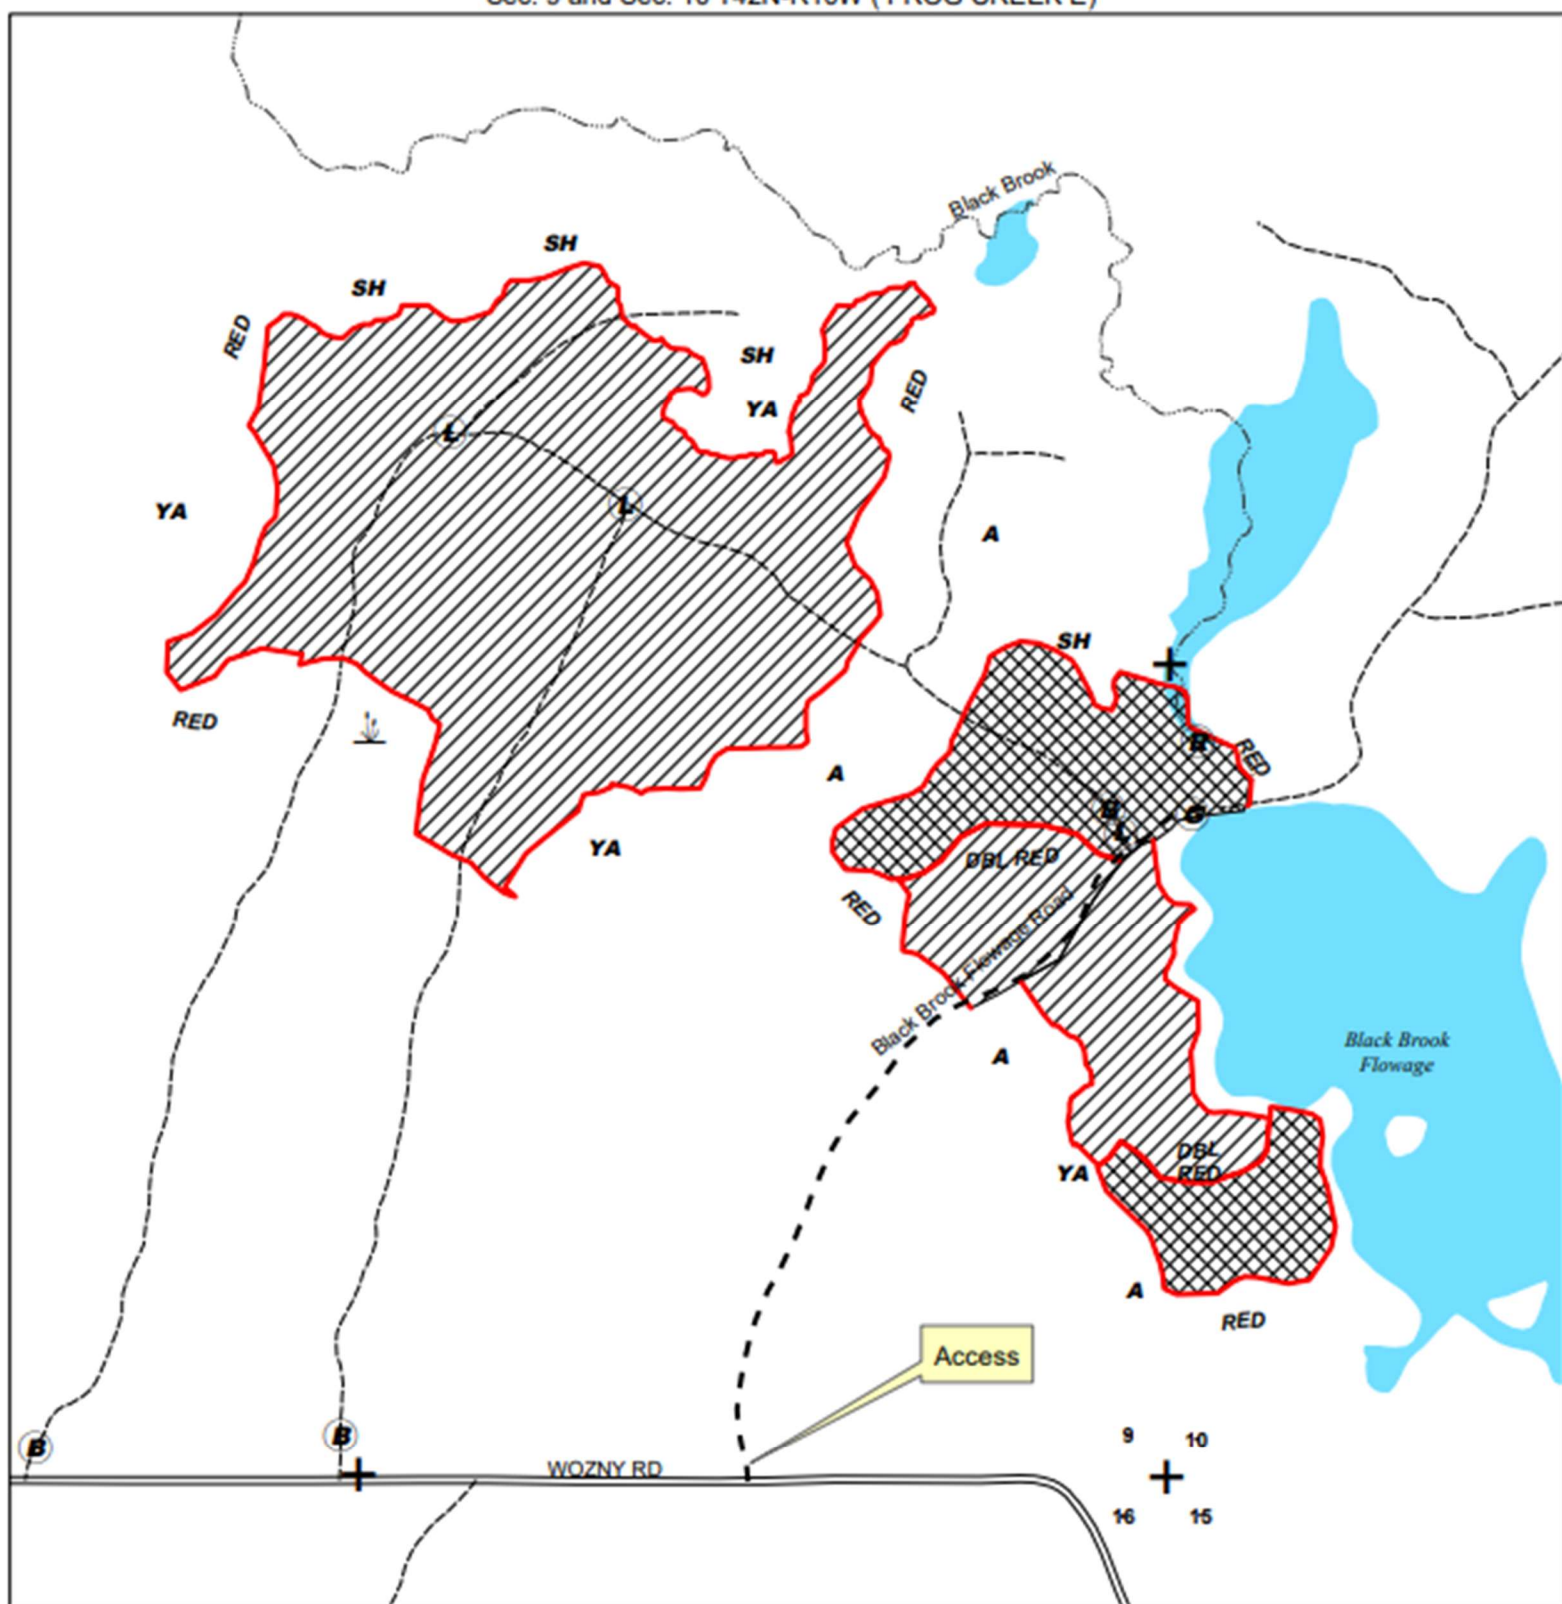 Black Brook
SH
SH
RED
SH
YA
RED
L
L
YA
A
SH
RED
RED
A
B
G
L
YA
DBL RED
RED
Black Brook Flowage Road
A
Black Brook
Flowage
DBL
RED
YA
A
RED
Access
B
B
WOZNY RD
9
10
16
15